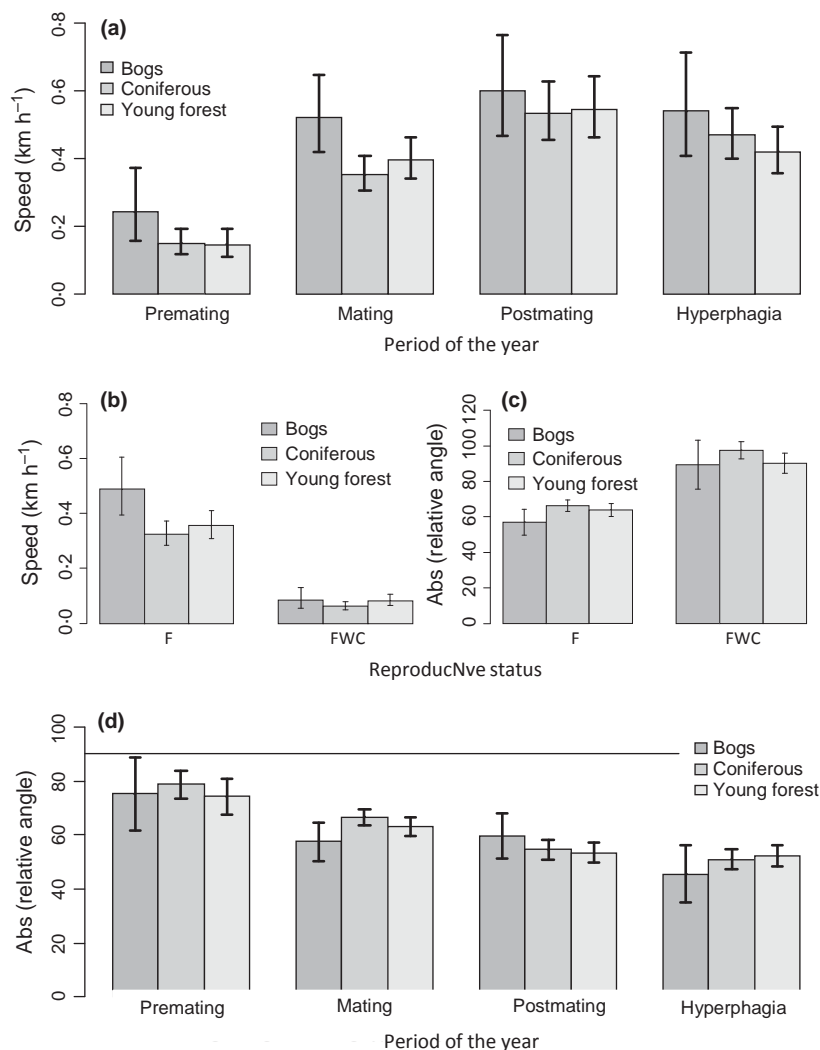 (a)
Bogs
Coniferous
Young forest
Speed (km h−1)
0·0 0·2 0·4 0·6 0·8
Premating Mating Postmating Hyperphagia
Period of the year
(b)
Bogs
Coniferous
Young forest
Speed (km h−1)
0·0 0·2 0·4 0·6 0·8
F FWC
(c)
Bogs
Coniferous
Young forest
Abs (relative angle)
0 20 40 60 80 100 120
F FWC
ReproducNve status
(d)
Bogs
Coniferous
Young forest
Abs (relative angle)
0 20 40 60 80 100
Premating Mating Postmating Hyperphagia
Period of the year